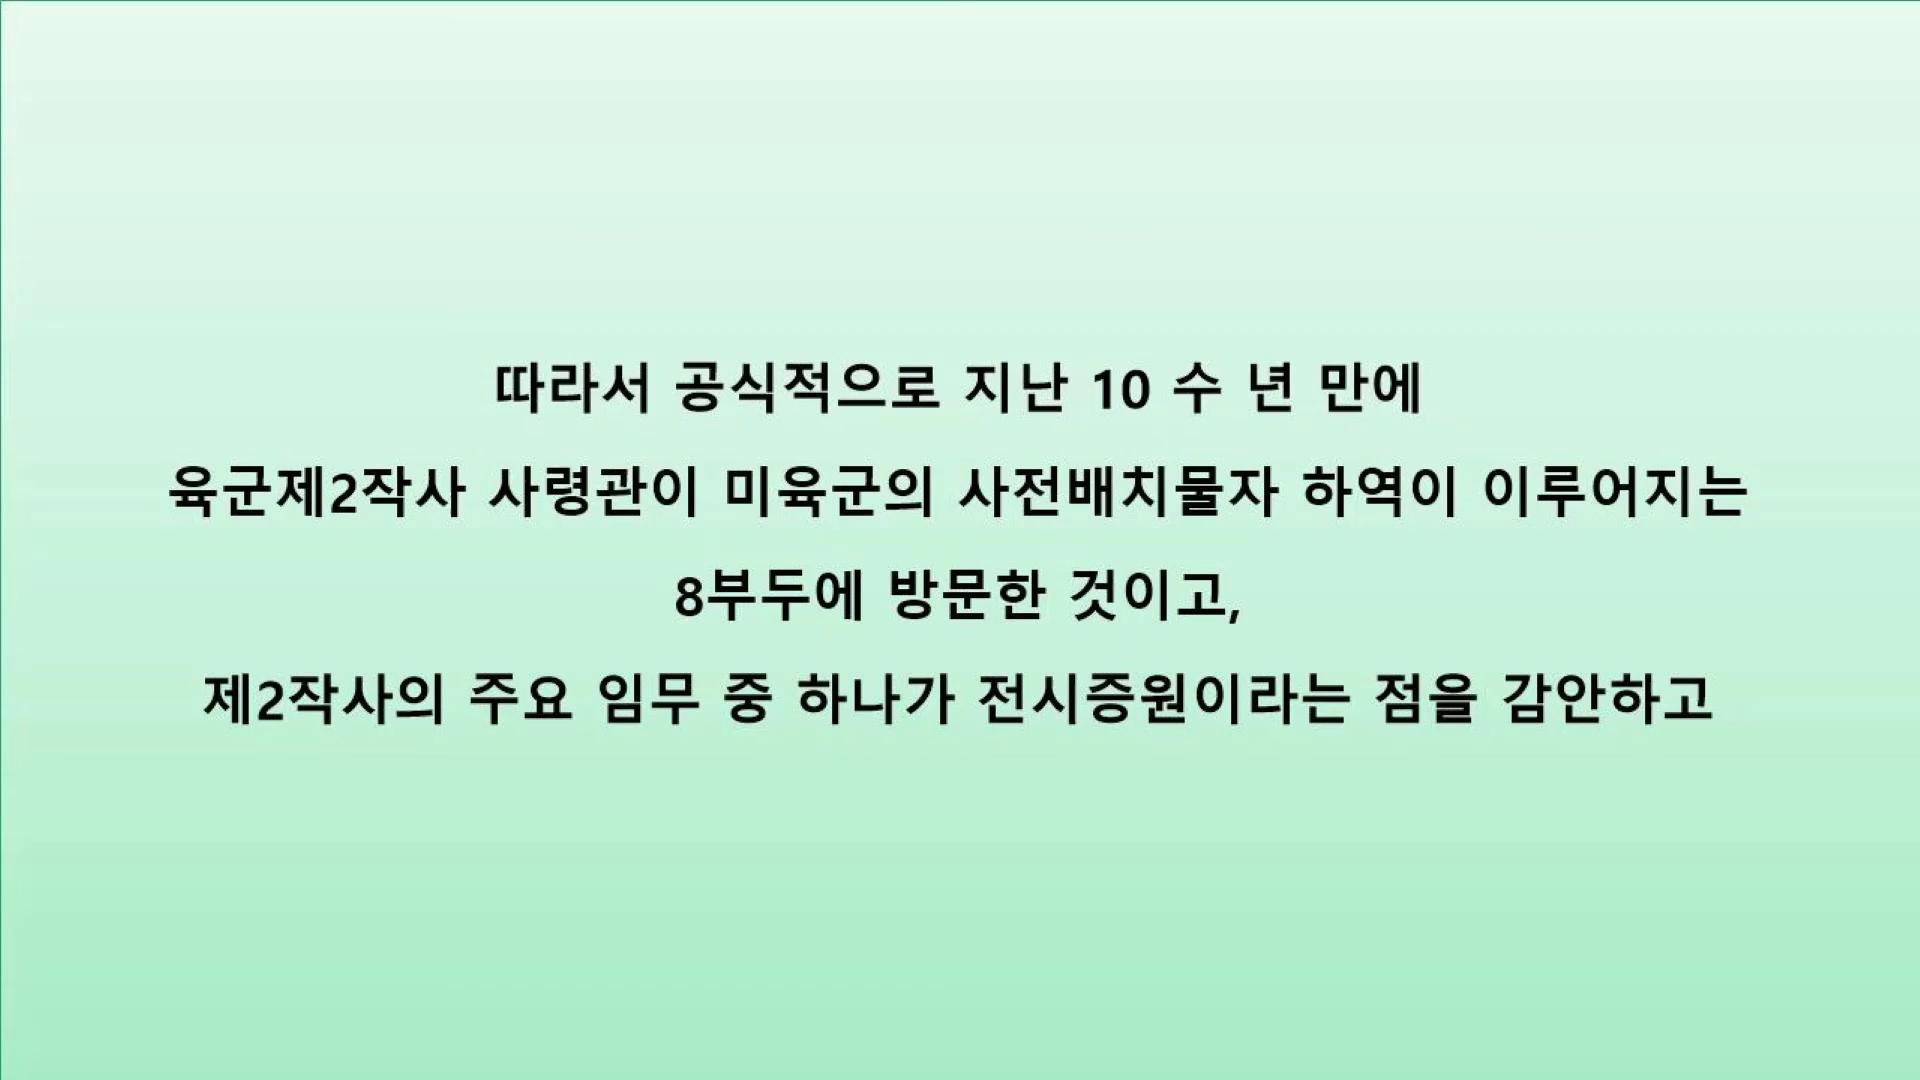 따라서 공식적으로 지난 10 수 년 만에
육군제2작사 사령관이 미육군의 사전배치물자 하역이 이루어지는
8부두에 방문한 것이고,
제2작사의 주요 임무 중 하나가 전시증원이라는 점을 감안하고